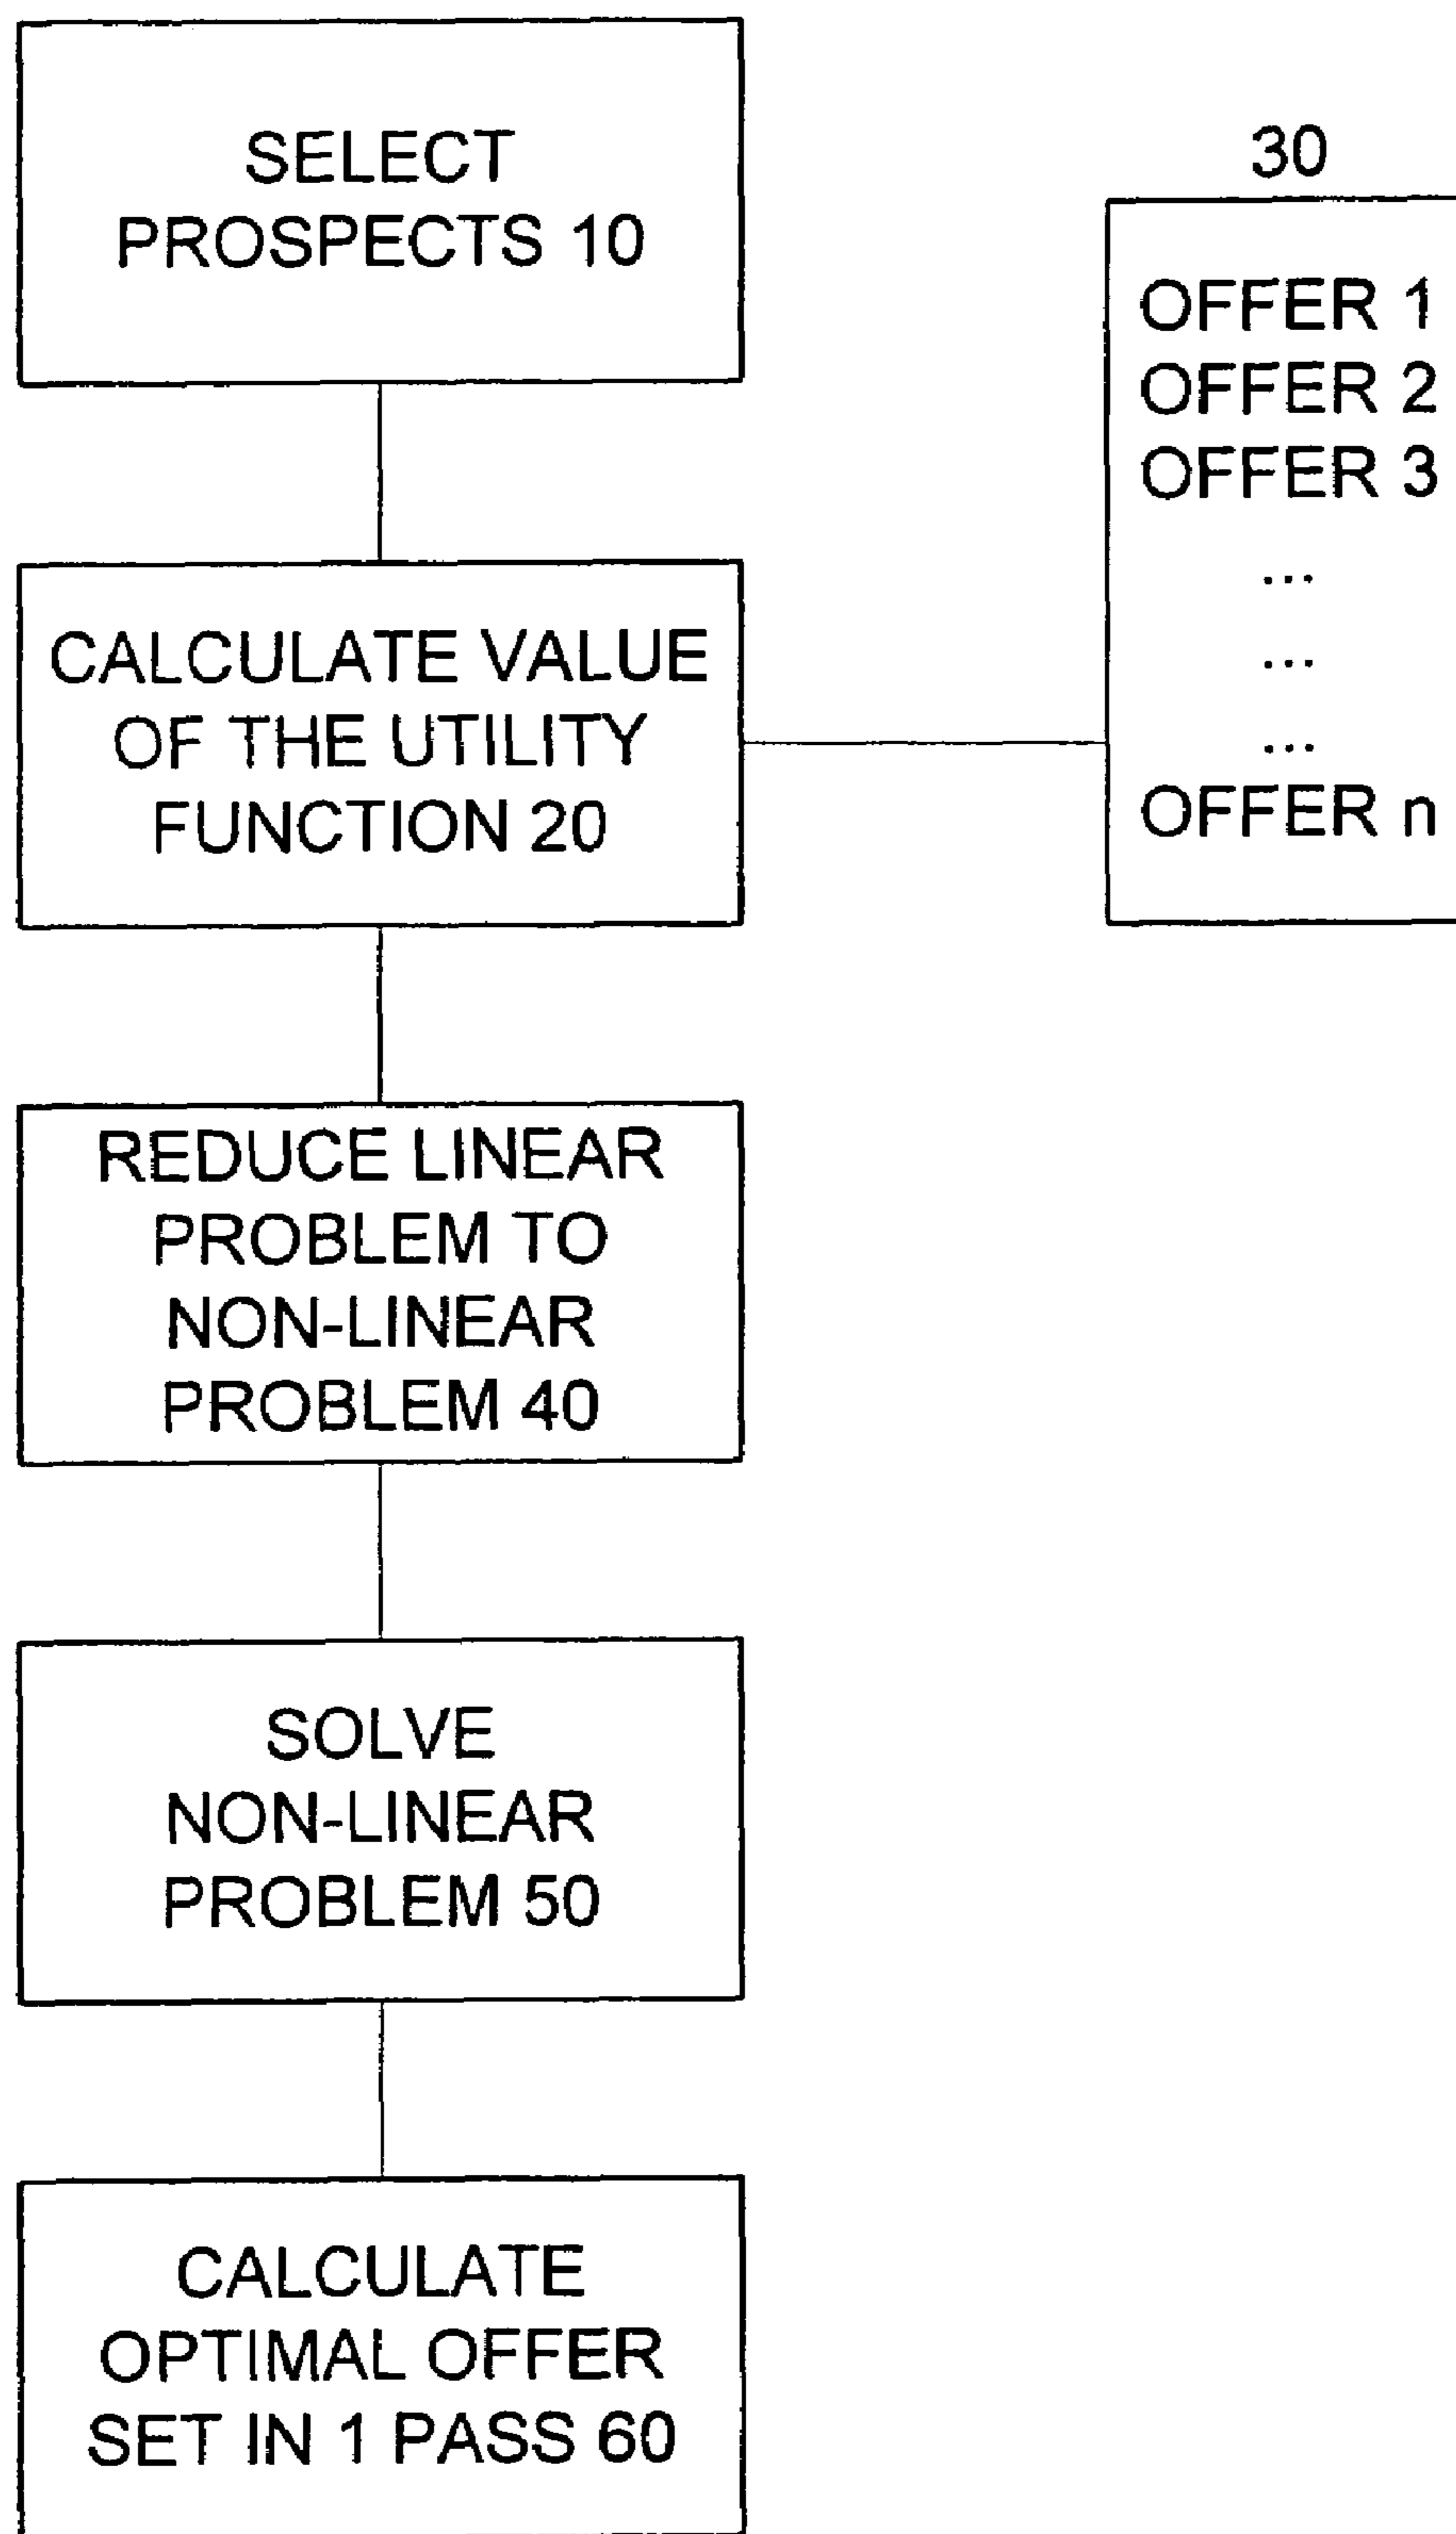 SELECT
PROSPECTS 10
30
OFFER 1
OFFER 2
OFFER 3
...
...
...
OFFER n
CALCULATE VALUE
OF THE UTILITY
FUNCTION 20
REDUCE LINEAR
PROBLEM TO
NON-LINEAR
PROBLEM 40
SOLVE
NON-LINEAR
PROBLEM 50
CALCULATE
OPTIMAL OFFER
SET IN 1 PASS 60